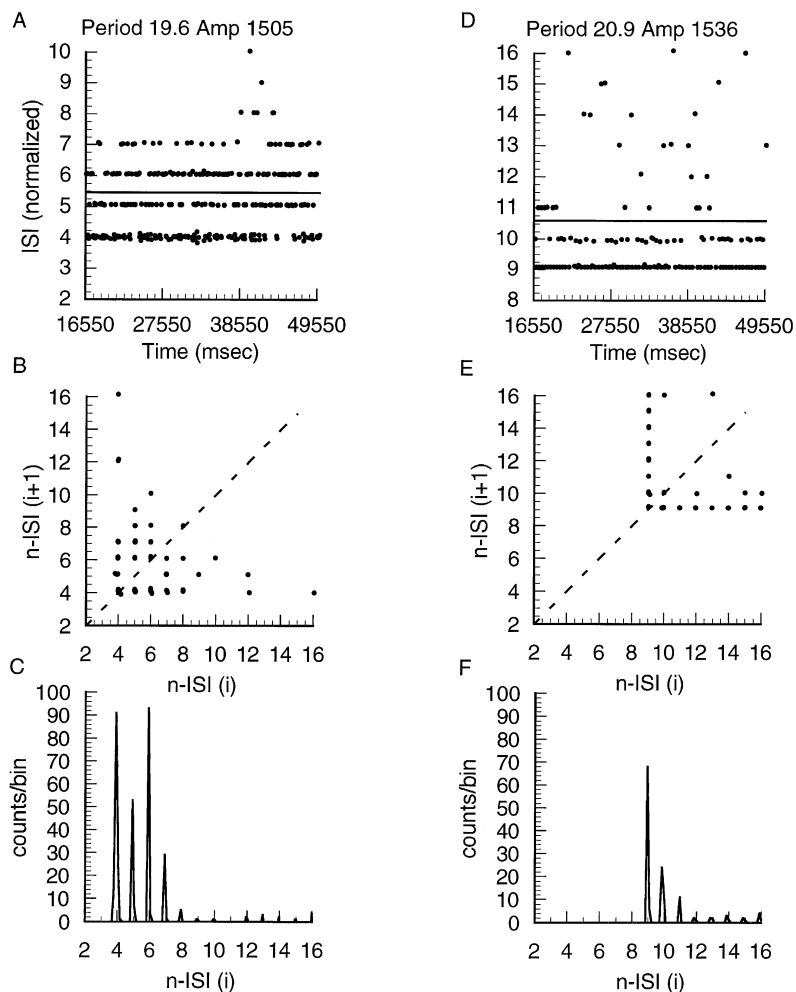 A
Period 19.6 Amp 1505
10
9
8
7
6
5
4
3
2
ISI (normalized)
16550 27550 38550 49550
Time (msec)
D
Period 20.9 Amp 1536
16
15
14
13
12
11
10
9
8
16550 27550 38550 49550
Time (msec)
B
16
14
12
10
8
6
4
2
n-ISI (i+1)
2 4 6 8 10 12 14 16
n-ISI (i)
E
16
14
12
10
8
6
4
2
n-ISI (i+1)
2 4 6 8 10 12 14 16
n-ISI (i)
C
100
90
80
70
60
50
40
30
20
10
0
counts/bin
2 4 6 8 10 12 14 16
n-ISI (i)
F
100
90
80
70
60
50
40
30
20
10
0
counts/bin
2 4 6 8 10 12 14 16
n-ISI (i)